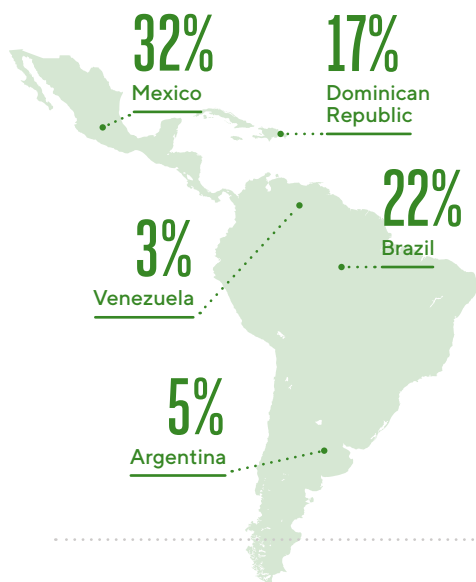 32%
Mexico
17%
Dominican
Republic
22%
Brazil
3%
Venezuela
5%
Argentina